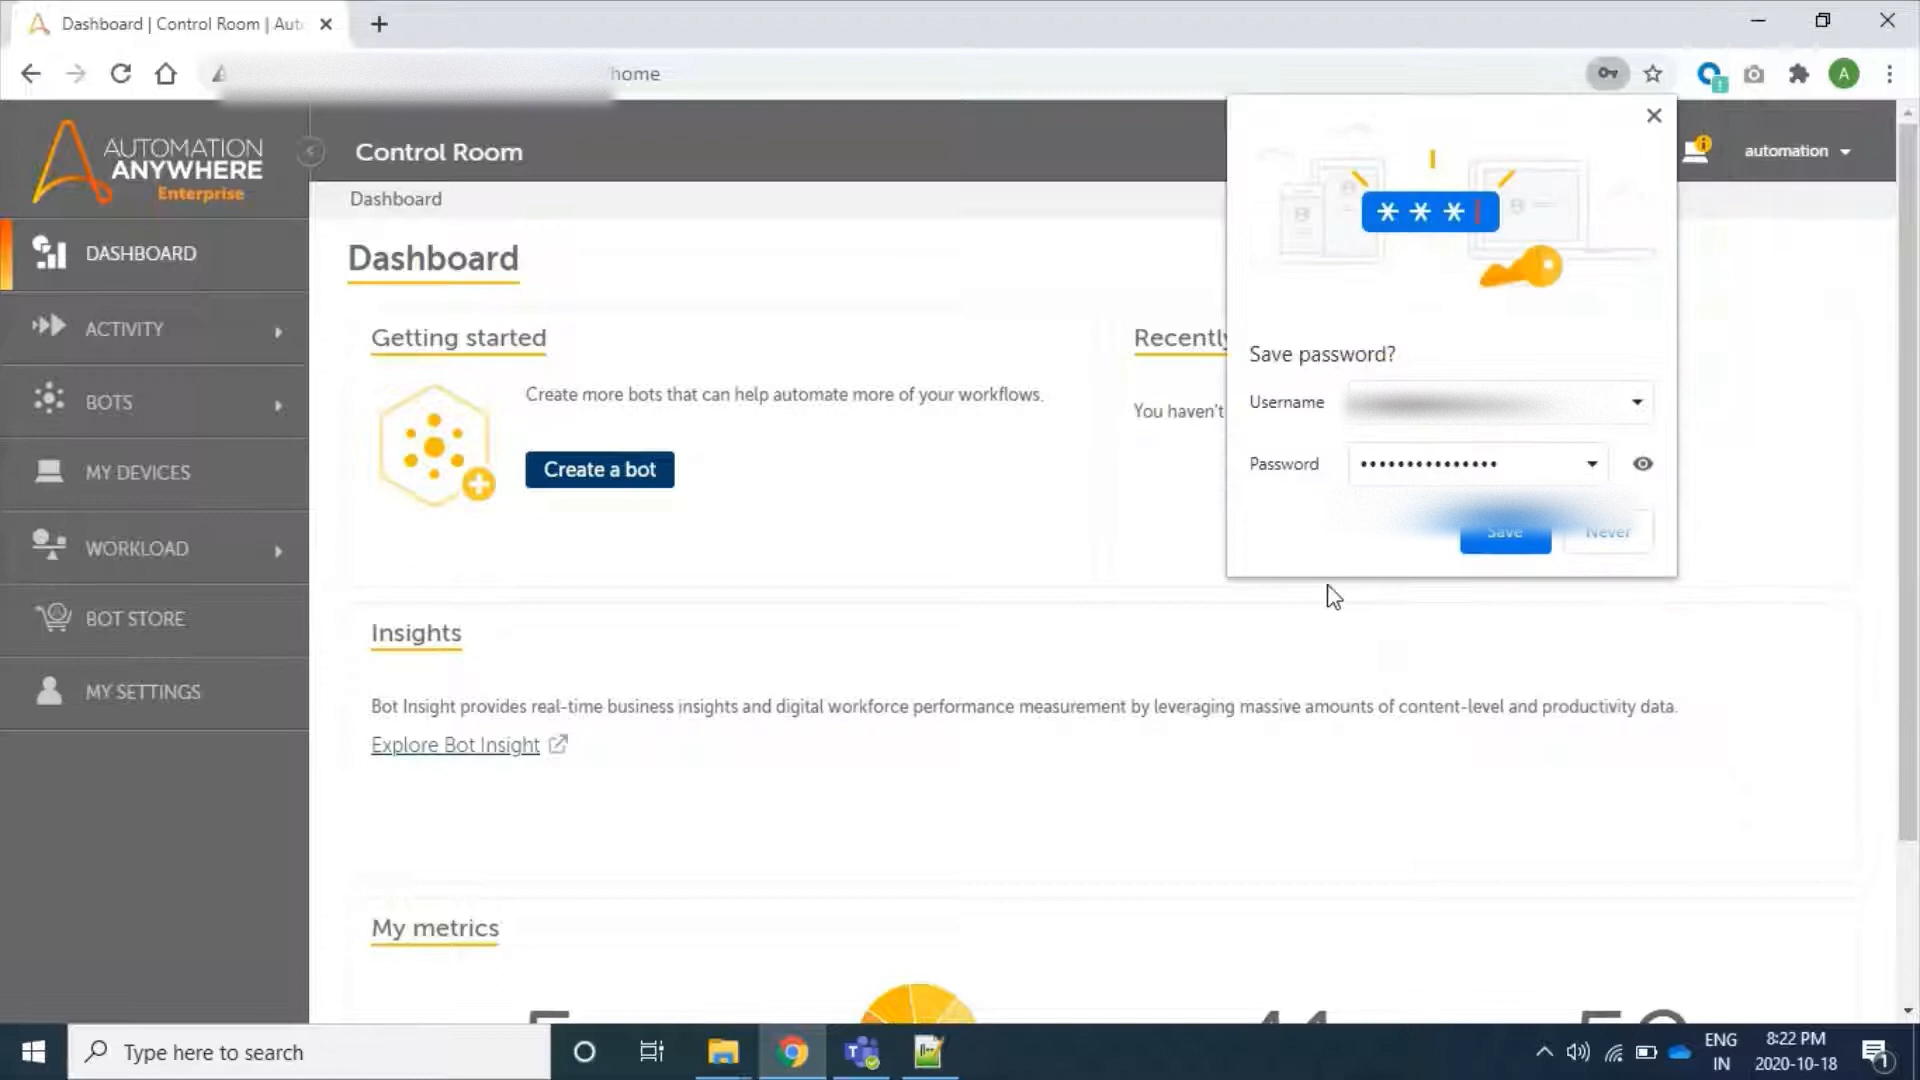 Dashboard | Control Room | Aut
home
AUTOMATION
ANYWHERE
Enterprise
Control Room
automation
Dashboard
DASHBOARD
ACTIVITY
BOTS
MY DEVICES
WORKLOAD
BOT STORE
MY SETTINGS
Dashboard
Getting started
Create more bots that can help automate more of your workflows.
Create a bot
Recently
You haven't
* * *
Save password?
Username
Password
•••••••••••••••
Save
Never
Insights
Bot Insight provides real-time business insights and digital workforce performance measurement by leveraging massive amounts of content-level and productivity data.
Explore Bot Insight
My metrics
Type here to search
ENG
IN
8:22 PM
2020-10-18
1
A